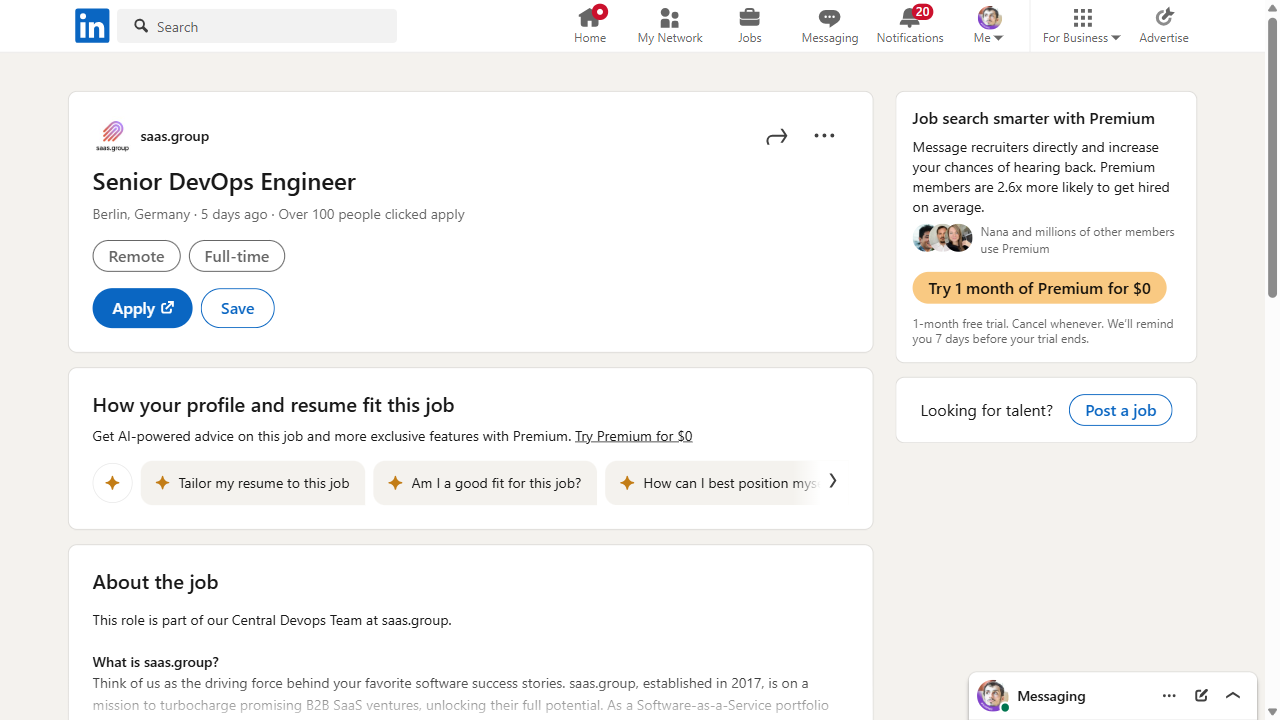 in
Search
Home
My Network
Jobs
Messaging
20
Notifications
Me
For Business
Advertise
saas.group
saas.group
Senior DevOps Engineer
Berlin, Germany · 5 days ago · Over 100 people clicked apply
Remote
Full-time
Apply
Save
How your profile and resume fit this job
Get AI-powered advice on this job and more exclusive features with Premium. Try Premium for $0
Tailor my resume to this job
Am I a good fit for this job?
How can I best position
About the job
This role is part of our Central Devops Team at saas.group.
What is saas.group?
Think of us as the driving force behind your favorite software success stories. saas.group, established in 2017, is on a
mission to turbocharge promising B2B SaaS ventures, unlocking their full potential. As a Software-as-a-Service portfolio
Job search smarter with Premium
Message recruiters directly and increase
your chances of hearing back. Premium
members are 2.6x more likely to get hired
on average.
Nana and millions of other members
use Premium
Try 1 month of Premium for $0
1-month free trial. Cancel whenever. We'll remind
you 7 days before your trial ends.
Looking for talent?
Post a job
Messaging